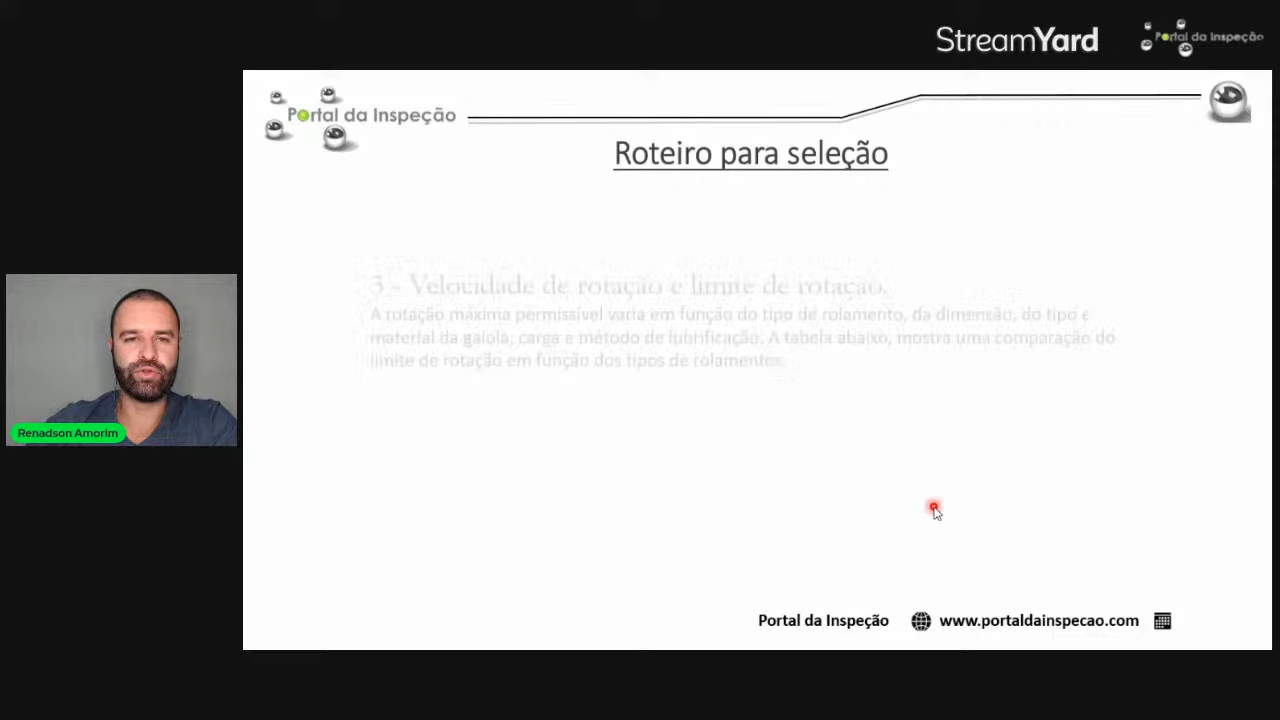 StreamYard
Portal da Inspeção
Portal da Inspeção
Roteiro para seleção
3 - Velocidade de rotação e limite de rotação.
A rotação máxima permissível varia em função do tipo de rolamento, da dimensão, do tipo e
material da gaiola, carga e método de lubrificação. A tabela abaixo, mostra uma comparação do
limite de rotação em função dos tipos de rolamentos.
Renadson Amorim
Portal da Inspeção www.portaldainspecao.com